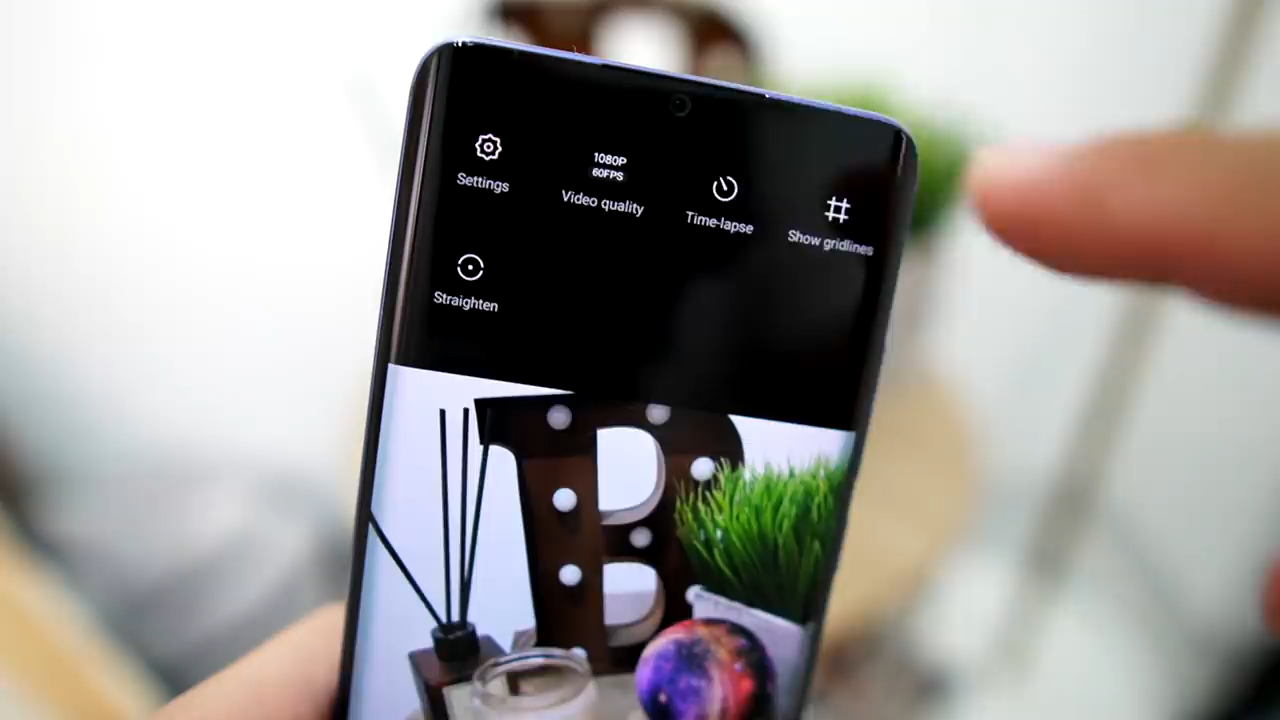 Settings
1080P
60FPS
Video quality
Time-lapse
Show gridlines
Straighten
B